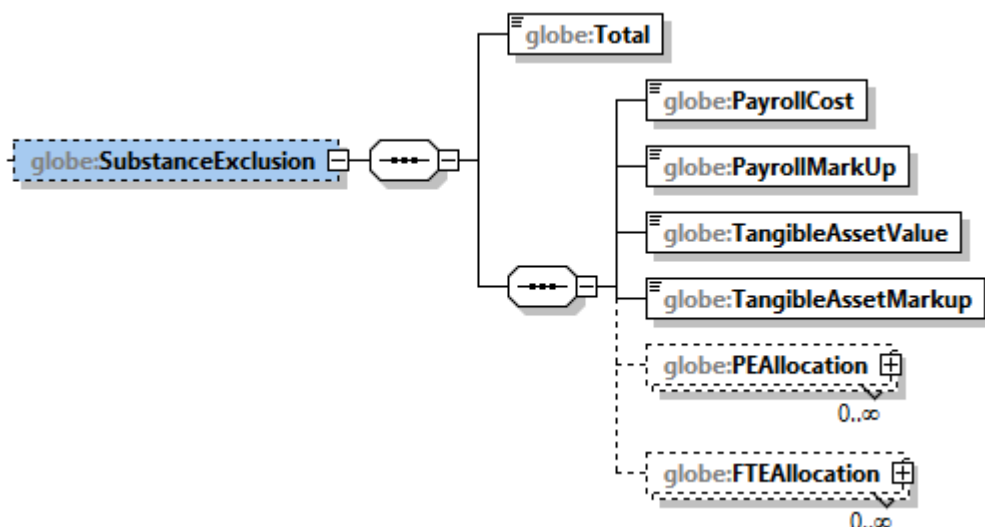 globe:Total
globe:PayrollCost
globe:SubstanceExclusion
globe:PayrollMarkUp
globe:TangibleAssetValue
globe:TangibleAssetMarkup
globe:PEAllocation
0..∞
globe:FTEAllocation
0..∞